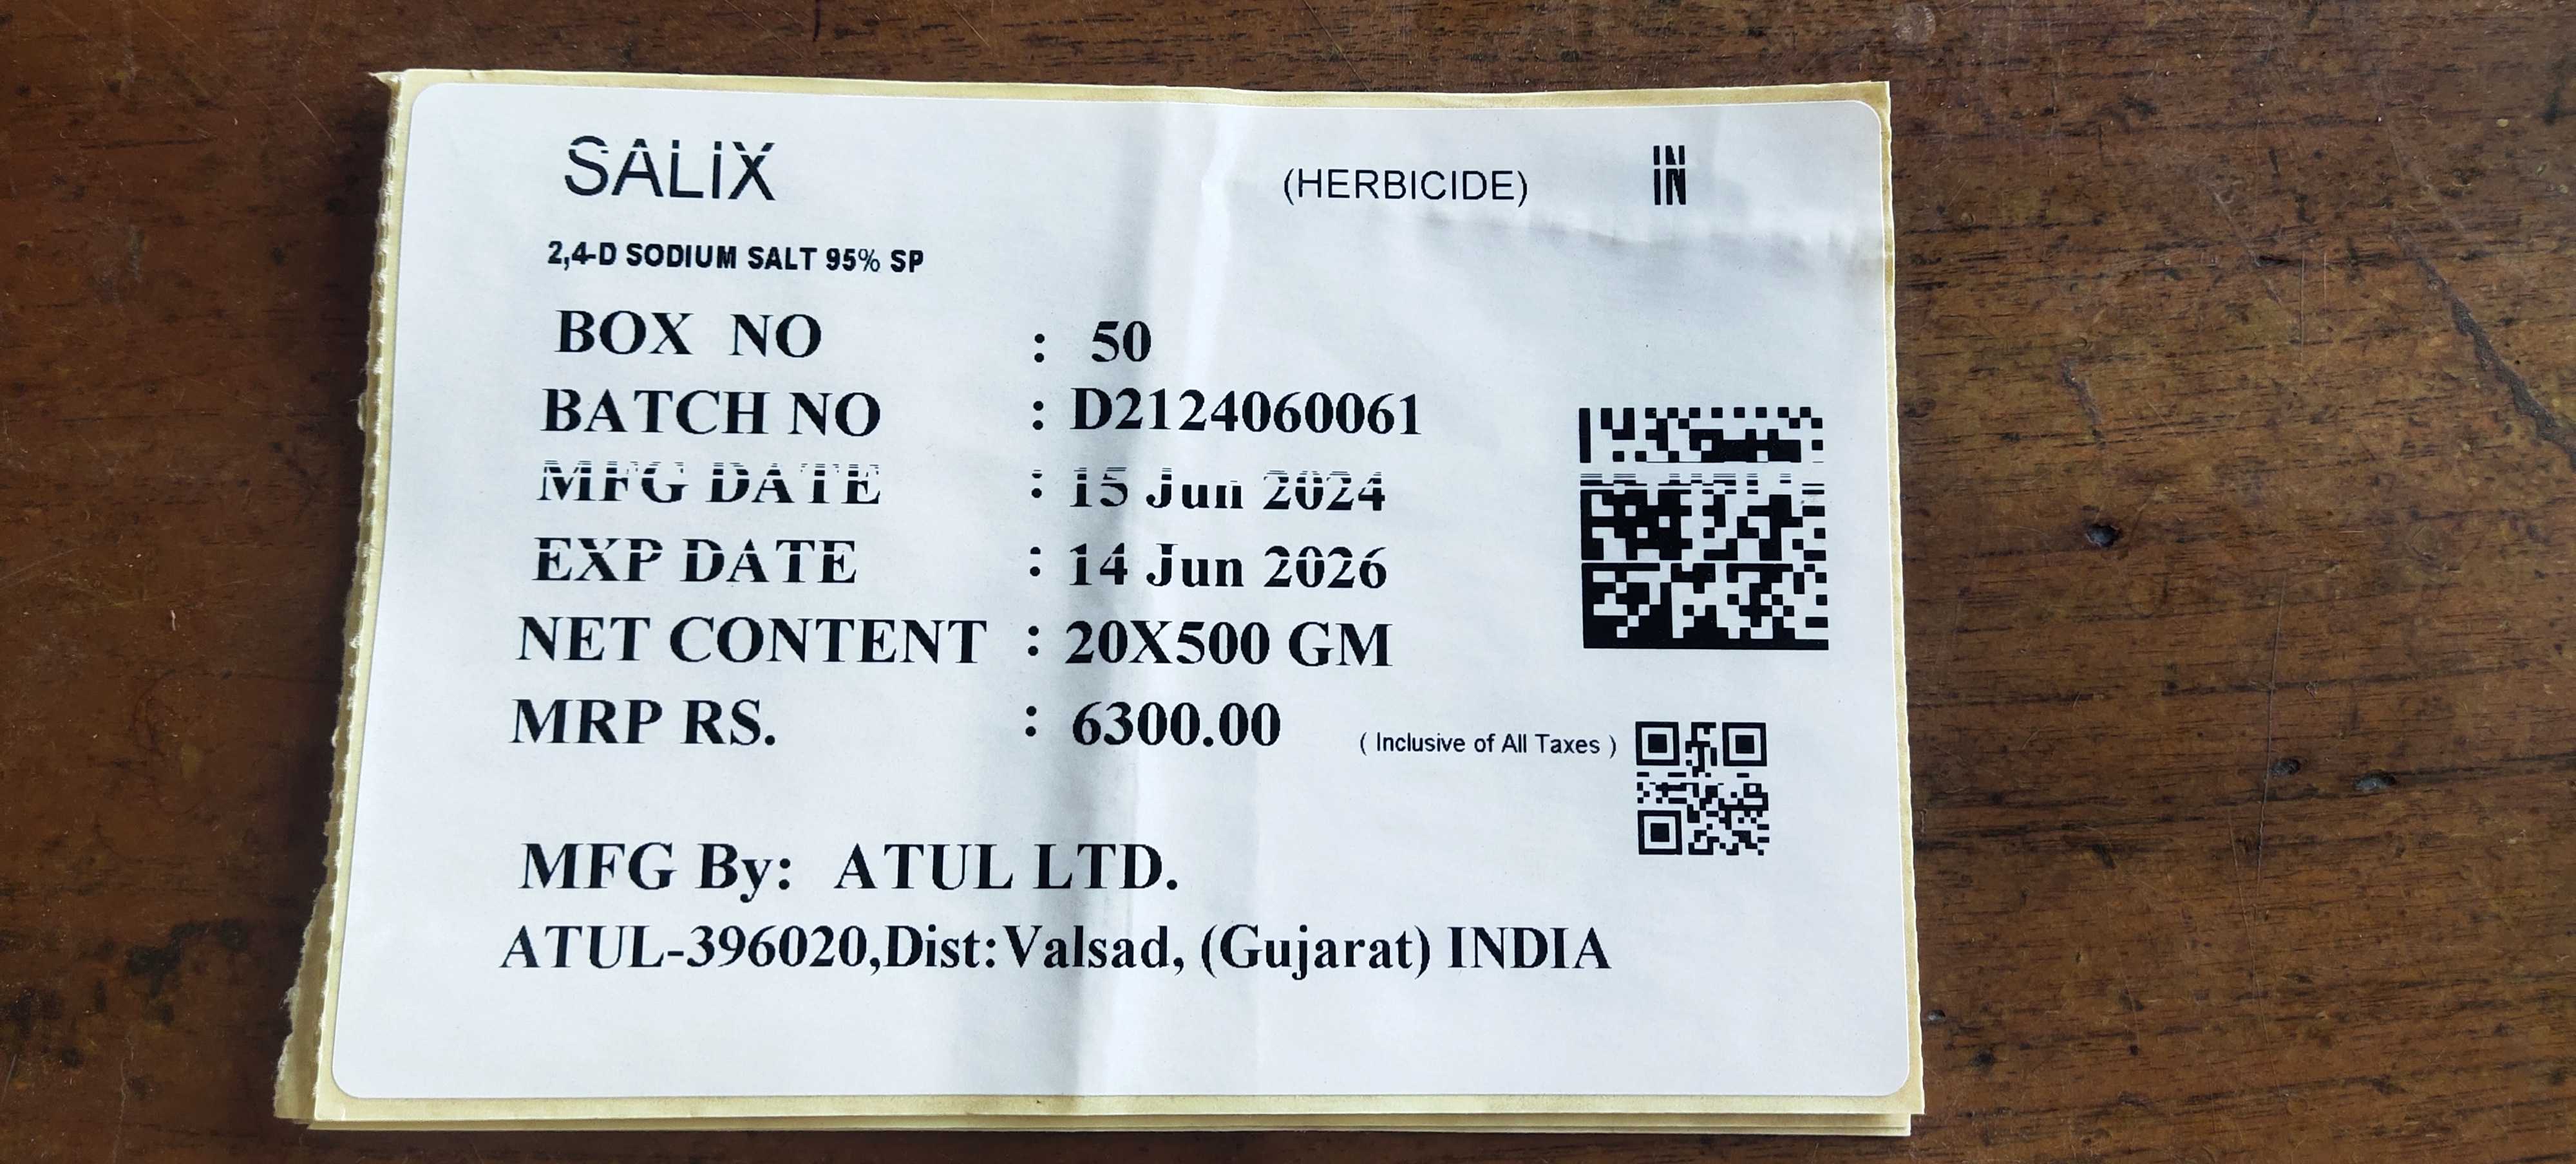 SALiX (HERBICIDE) IN
IN
2,4-D SODIUM SALT 95% SP
BOX NO : 50
BATCH NO : D2124060061
MFG DATE : 15 Jun 2024
EXP DATE : 14 Jun 2026
NET CONTENT : 20X500 GM
MRP RS. : 6300.00 ( Inclusive of All Taxes )
MFG By: ATUL LTD.
ATUL-396020,Dist:Valsad, (Gujarat) INDIA